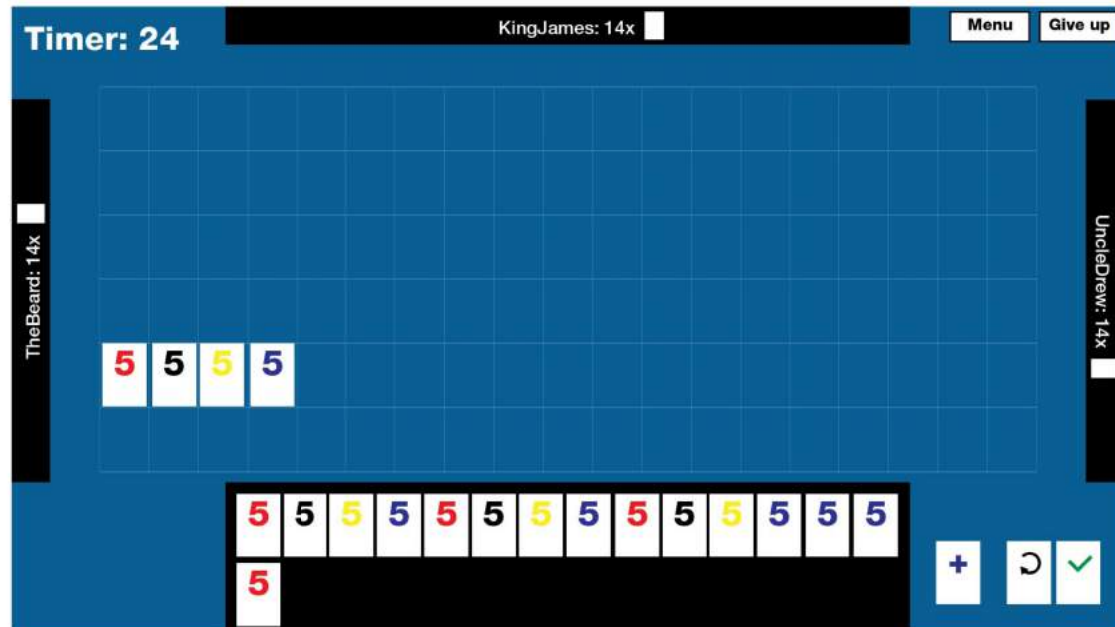 Timer: 24
KingJames: 14x
Menu
Give up
TheBeard: 14x
UncleDrew: 14x
5 5 5 5
5 5 5 5 5 5 5 5 5 5 5 5 5 5
5
+